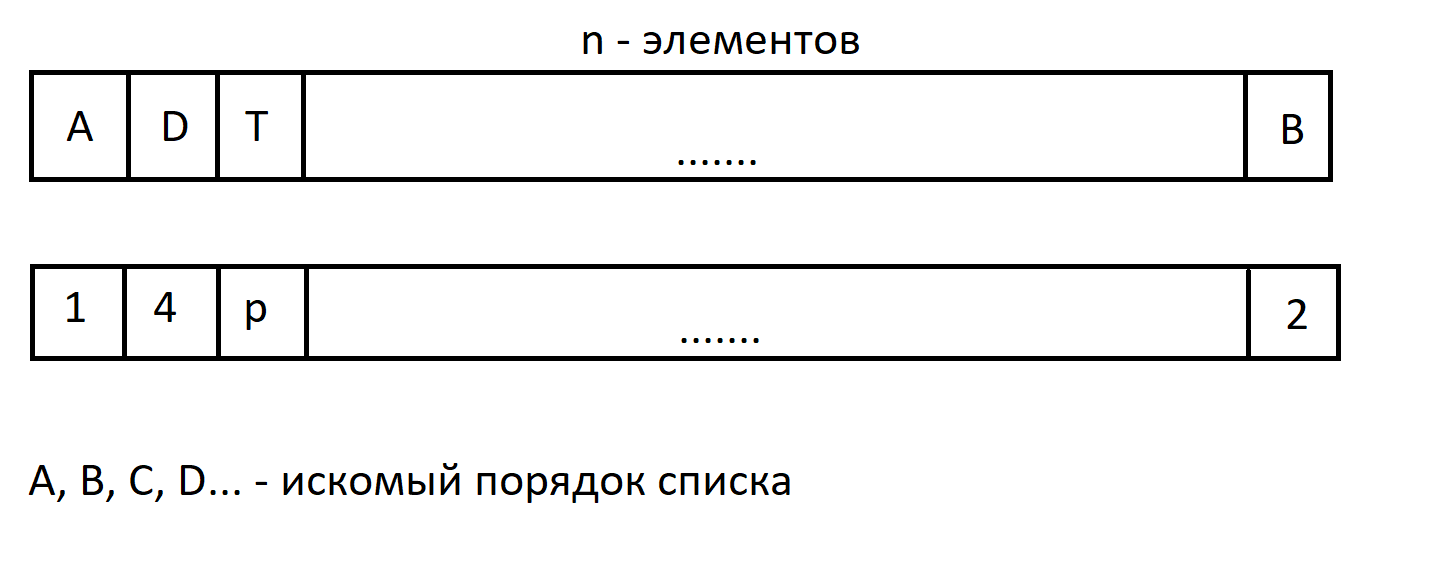 n - элементов
A D T ....... B
1 4 p ....... 2
A, B, C, D... - искомый порядок списка